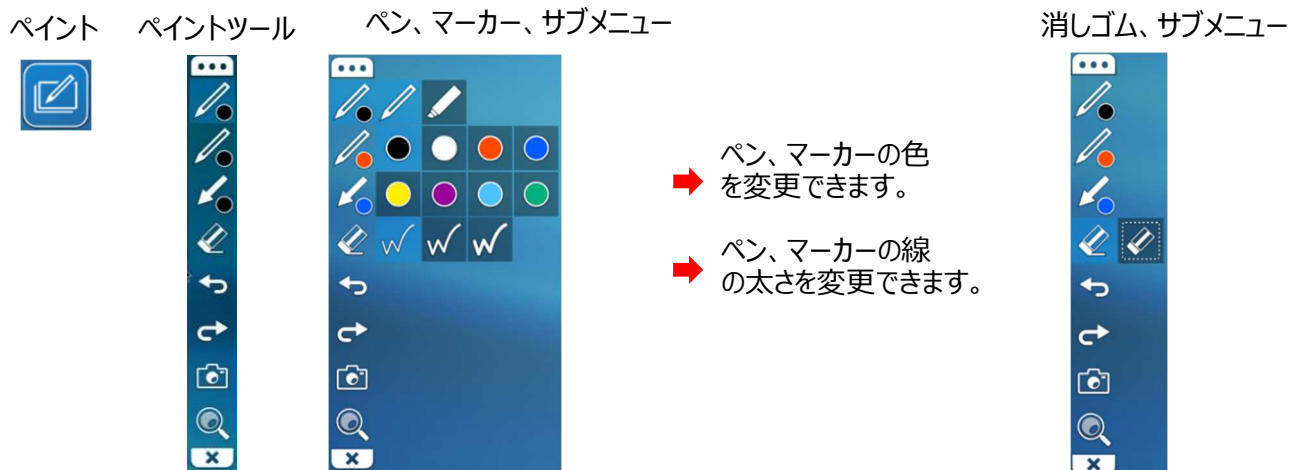 ペイント
ペイントツール
ペン、マーカー、サブメニュー
消しゴム、サブメニュー
ペン、マーカーの色
を変更できます。
ペン、マーカーの線
の太さを変更できます。